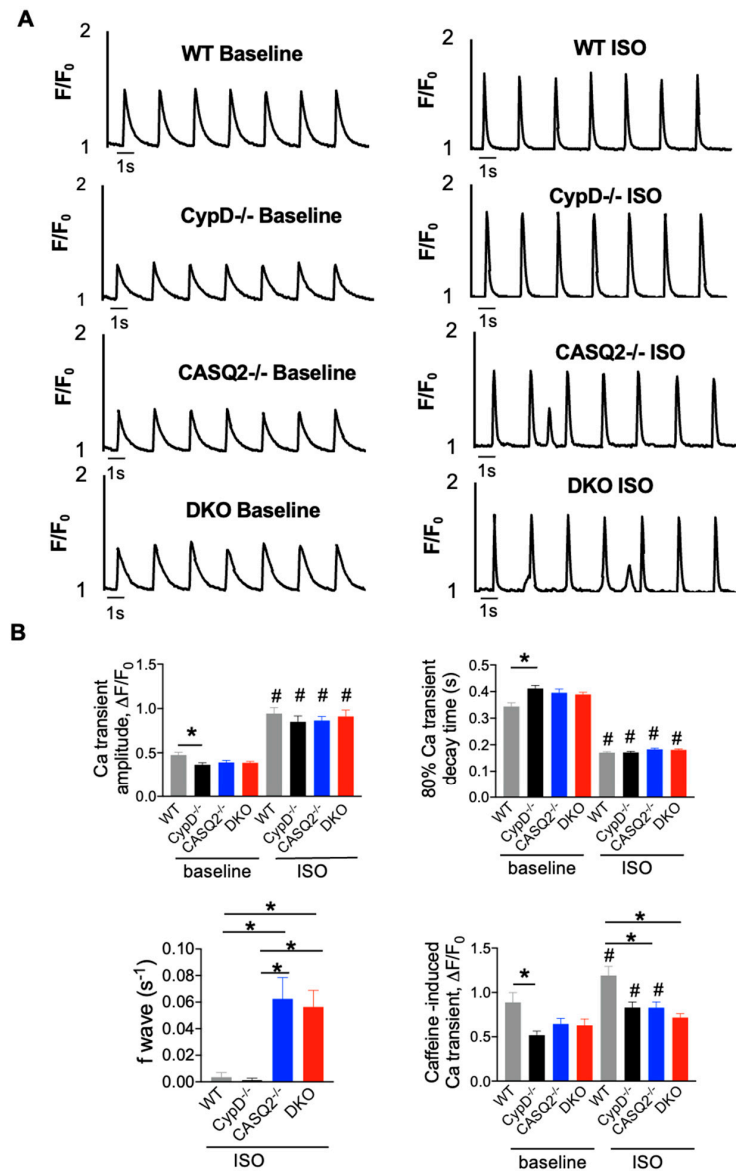 A
WT Baseline
WT ISO
2
F/F0
1
1s
2
F/F0
1
1s
CypD-/- Baseline
CypD-/- ISO
2
F/F0
1
1s
2
F/F0
1
1s
CASQ2-/- Baseline
CASQ2-/- ISO
2
F/F0
1
1s
2
F/F0
1
1s
DKO Baseline
DKO ISO
2
F/F0
1
1s
2
F/F0
1
1s
B
Ca transient
amplitude, ΔF/F0
1.5
1.0
0.5
0.0
*
# # # #
WT
CypD-/-
CASQ2-/-
DKO
WT
CypD-/-
CASQ2-/-
DKO
baseline
ISO
80% Ca transient
decay time (s)
0.5
0.4
0.3
0.2
0.1
0.0
*
# # # #
WT
CypD-/-
CASQ2-/-
DKO
WT
CypD-/-
CASQ2-/-
DKO
baseline
ISO
f wave (s-1)
0.10
0.08
0.06
0.04
0.02
0.00
*
*
*
*
WT
CypD-/-
CASQ2-/-
DKO
ISO
Caffeine -induced
Ca transient, ΔF/F0
1.5
1.0
0.5
0.0
*
*
*
# # #
WT
CypD-/-
CASQ2-/-
DKO
WT
CypD-/-
CASQ2-/-
DKO
baseline
ISO